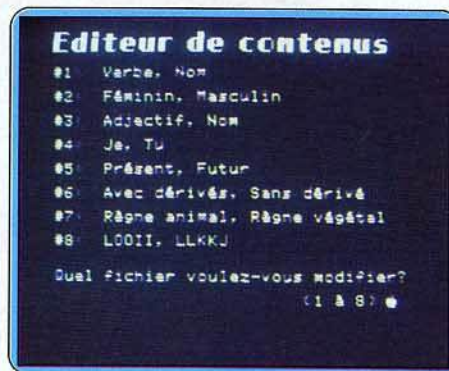 Editeur de contenus
#1 Verbe, Nom
#2 Féminin, Masculin
#3 Adjectif, Nom
#4 Je, Tu
#5 Présent, Futur
#6 Avec dérivés, Sans dérivé
#7 Règne animal, Règne végétal
#8 LOOII, LLKKJ
Quel fichier voulez-vous modifier?
(1 à 8)